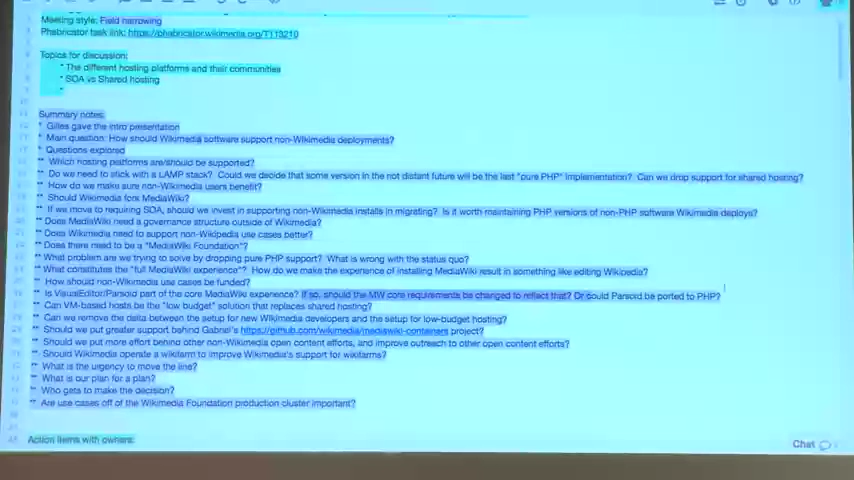 Meeting style: Field narrowing
Phabricator task link: https://phabricator.wikimedia.org/T113210
Topics for discussion:
* The different hosting platforms and their communities
* SOA vs Shared hosting
*
Summary notes:
* Gilles gave the intro presentation
* Main question: How should Wikimedia software support non-Wikimedia deployments?
* Questions explored
** Which hosting platforms are/should be supported?
** Do we need to stick with a LAMP stack? Could we decide that some version in the not distant future will be the last "pure PHP" implementation? Can we drop support for shared hosting?
** How do we make sure non-Wikimedia users benefit?
** Should Wikimedia fork MediaWiki?
** If we move to requiring SOA, should we invest in supporting non-Wikimedia installs in migrating? Is it worth maintaining PHP versions of non-PHP software Wikimedia deploys?
** Does MediaWiki need a governance structure outside of Wikimedia?
** Does Wikimedia need to support non-Wikipedia use cases better?
** Does there need to be a "MediaWiki Foundation"?
** What problem are we trying to solve by dropping pure PHP support? What is wrong with the status quo?
** What constitutes the "full MediaWiki experience"? How do we make the experience of installing MediaWiki result in something like editing Wikipedia?
** How should non-Wikimedia use cases be funded?
** Is VisualEditor/Parsoid part of the core MediaWiki experience? If so, should the MW core requirements be changed to reflect that? Or could Parsoid be ported to PHP?
** Can VM-based hosts be the "low budget" solution that replaces shared hosting?
** Can we remove the delta between the setup for new Wikimedia developers and the setup for low-budget hosting?
** Should we put greater support behind Gabriel's https://github.com/wikimedia/mediawiki-containers project?
** Should we put more effort behind other non-Wikimedia open content efforts, and improve outreach to other open content efforts?
** Should Wikimedia operate a wikifarm to improve Wikimedia's support for wikifarms?
** What is the urgency to move the line?
** What is our plan for a plan?
** Who gets to make the decision?
** Are use cases off of the Wikimedia Foundation production cluster important?
Action items with owners:
Chat